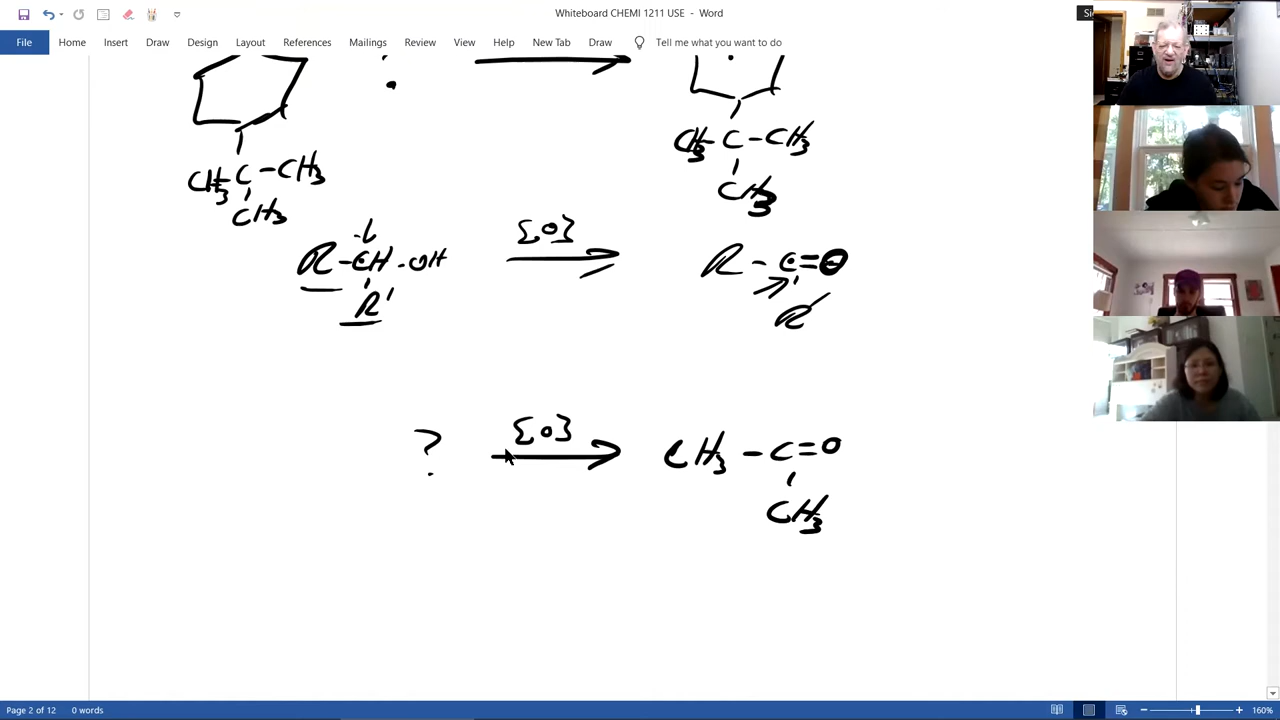 Whiteboard CHEMI 1211 USE - Word
File Home Insert Draw Design Layout References Mailings Review View Help New Tab Draw Tell me what you want to do
CH3-C-CH3
CH3
CH3-C-CH3
CH3
R-CH-OH {O} R-C=O
R' R'
? {O} CH3-C=O
CH3
Page 2 of 12 0 words 160%